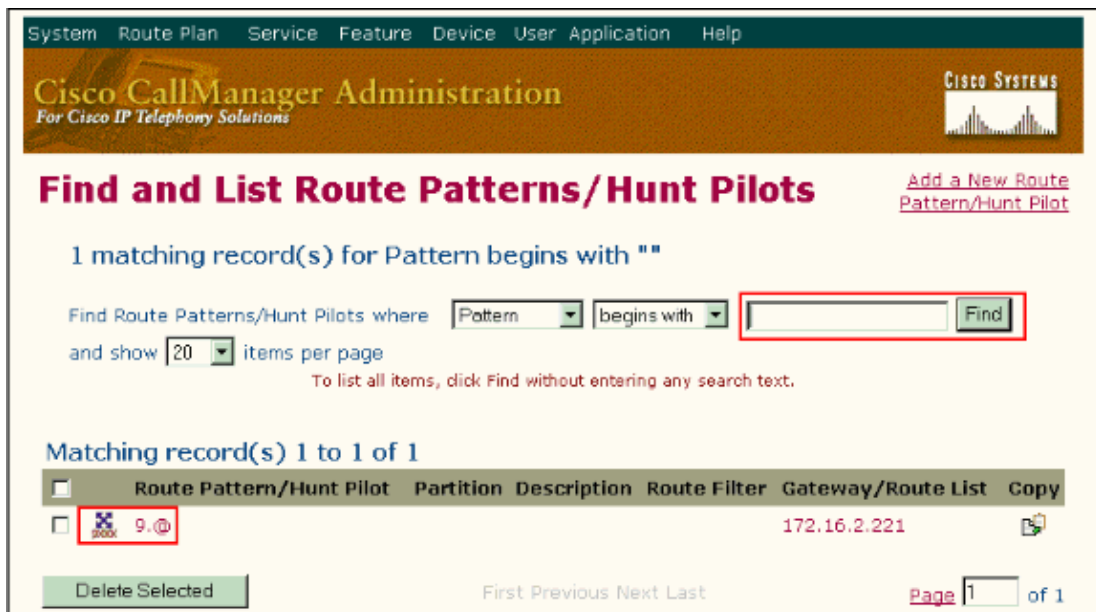 System Route Plan Service Feature Device User Application Help
Cisco CallManager Administration
For Cisco IP Telephony Solutions
CISCO SYSTEMS
Find and List Route Patterns/Hunt Pilots
Add a New Route
Pattern/Hunt Pilot
1 matching record(s) for Pattern begins with ""
Find Route Patterns/Hunt Pilots where Pattern begins with Find
and show 20 items per page
To list all items, click Find without entering any search text.
Matching record(s) 1 to 1 of 1
Route Pattern/Hunt Pilot Partition Description Route Filter Gateway/Route List Copy
9.@ 172.16.2.221
Delete Selected First Previous Next Last Page 1 of 1